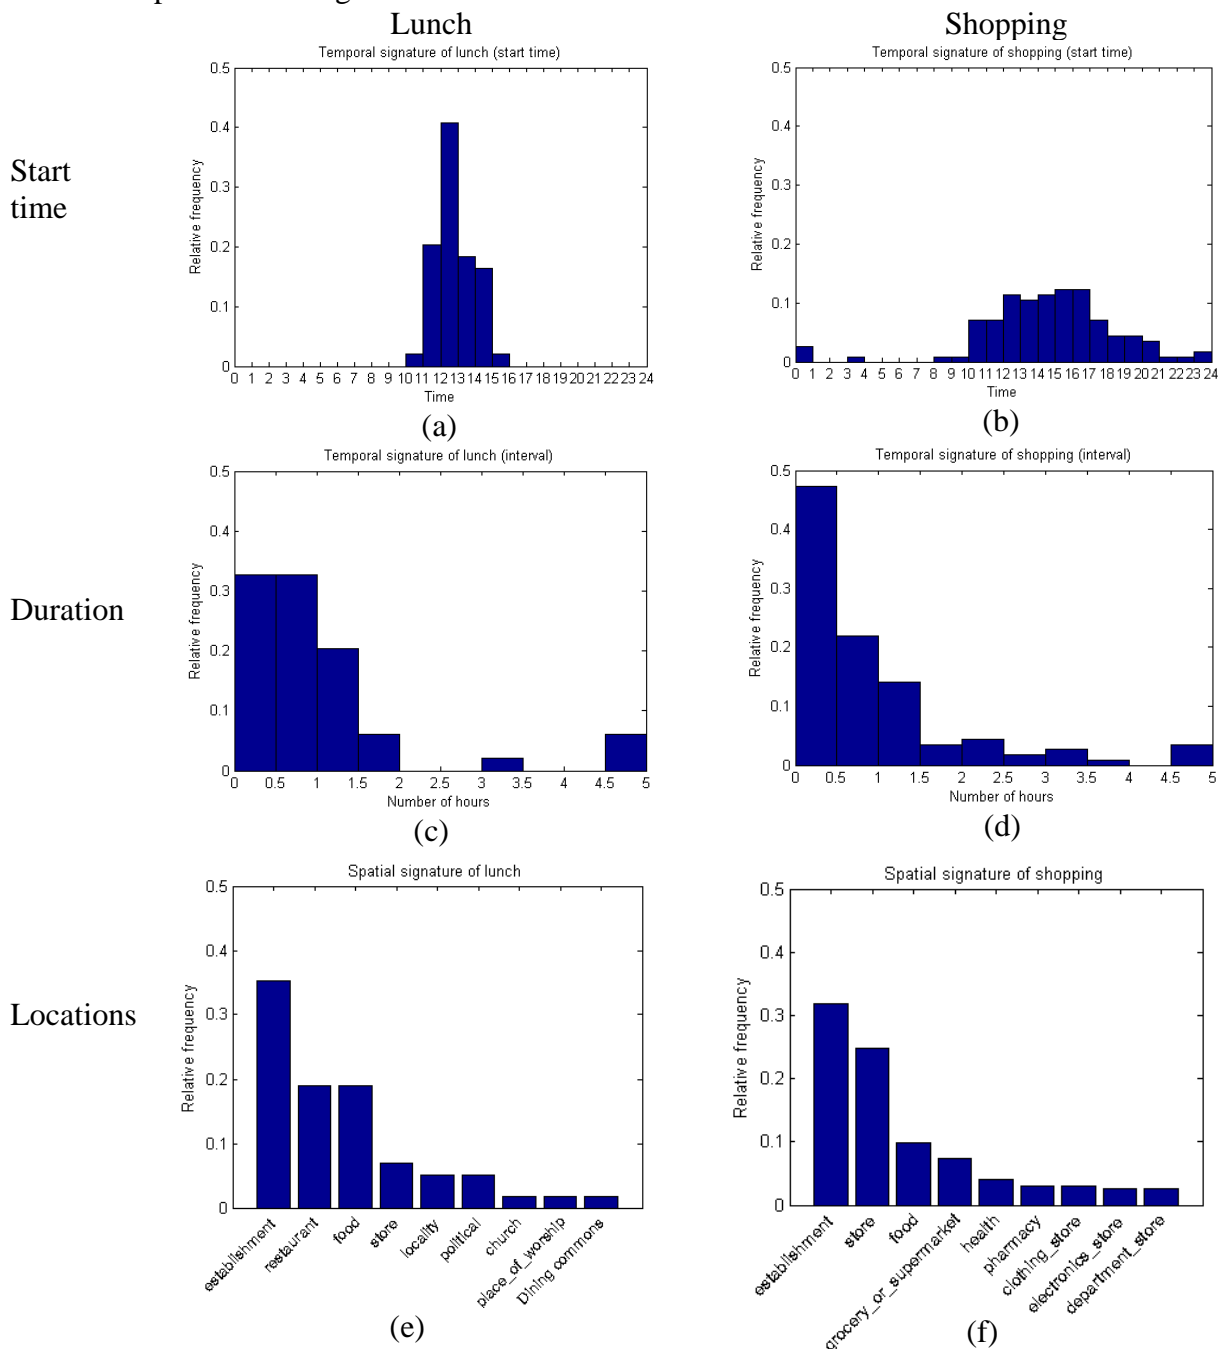 Lunch Shopping
Temporal signature of lunch (start time)
0.5
0.4
0.3
0.2
0.1
0
Relative frequency
0 1 2 3 4 5 6 7 8 9 10 11 12 13 14 15 16 17 18 19 20 21 22 23 24
Time
(a)
Temporal signature of shopping (start time)
0.5
0.4
0.3
0.2
0.1
0
Relative frequency
0 1 2 3 4 5 6 7 8 9 10 11 12 13 14 15 16 17 18 19 20 21 22 23 24
Time
(b)
Start
time
Temporal signature of lunch (interval)
0.5
0.4
0.3
0.2
0.1
0
Relative frequency
0 0.5 1 1.5 2 2.5 3 3.5 4 4.5 5
Number of hours
(c)
Temporal signature of shopping (interval)
0.5
0.4
0.3
0.2
0.1
0
Relative frequency
0 0.5 1 1.5 2 2.5 3 3.5 4 4.5 5
Number of hours
(d)
Duration
Spatial signature of lunch
0.5
0.4
0.3
0.2
0.1
0
Relative frequency
establishment
restaurant
food
store
locality
political
church
place_of_worship
Dining commons
(e)
Spatial signature of shopping
0.5
0.4
0.3
0.2
0.1
0
Relative frequency
establishment
store
food
grocery_or_supermarket
health
pharmacy
clothing_store
electronics_store
department_store
(f)
Locations